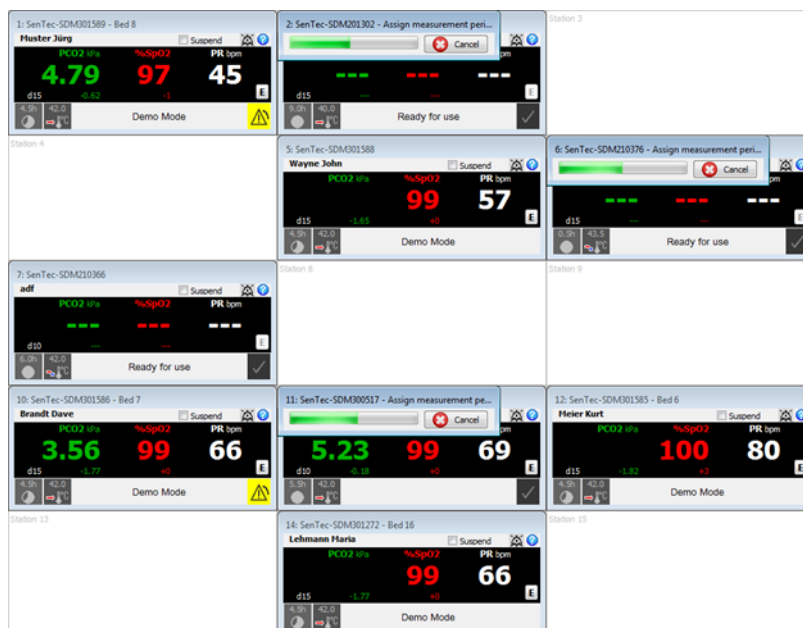 1: SenTec-SDM301589 - Bed 8
Muster Jürg Suspend
PCO2 kPa %SpO2 PR bpm
4.79 97 45
d15 -0.62 -1 E
4.5h 42.0 °C Demo Mode
2: SenTec-SDM201302 - Assign measurement peri...
Cancel
--- --- ---
d15 --- --- E
9.0h 40.0 °C Ready for use
Station 3
Station 4
5: SenTec-SDM301588
Wayne John Suspend
PCO2 kPa %SpO2 PR bpm
99 57
d15 -1.65 +0 E
4.5h 42.0 °C Demo Mode
6: SenTec-SDM210376 - Assign measurement peri...
Cancel
--- --- ---
d15 --- --- E
0.5h 43.5 °C Ready for use
7: SenTec-SDM210366
adf Suspend
PCO2 kPa %SpO2 PR bpm
--- --- ---
d10 --- --- E
6.0h 42.0 °C Ready for use
Station 8
Station 9
10: SenTec-SDM301586 - Bed 7
Brandt Dave Suspend
PCO2 kPa %SpO2 PR bpm
3.56 99 66
d15 -1.77 +0 E
4.5h 42.0 °C Demo Mode
11: SenTec-SDM300517 - Assign measurement pe...
Cancel
5.23 99 69
d10 -0.18 +0 E
5.5h 42.0 °C
12: SenTec-SDM301585 - Bed 6
Meier Kurt Suspend
PCO2 kPa %SpO2 PR bpm
100 80
d15 -1.82 +3 E
4.5h 42.0 °C Demo Mode
Station 13
14: SenTec-SDM301272 - Bed 16
Lehmann Maria Suspend
PCO2 kPa %SpO2 PR bpm
99 66
d15 -1.77 +0 E
4.5h 42.0 °C Demo Mode
Station 15